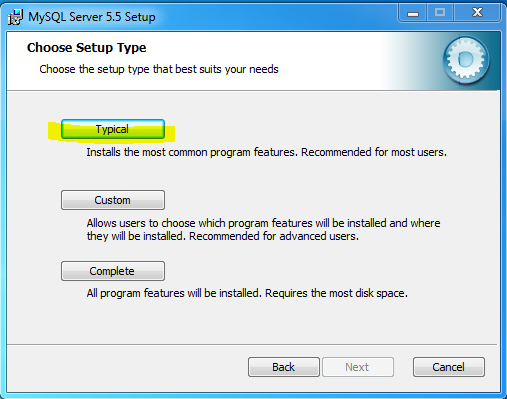 MySQL Server 5.5 Setup
Choose Setup Type
Choose the setup type that best suits your needs
Typical
Installs the most common program features. Recommended for most users.
Custom
Allows users to choose which program features will be installed and where
they will be installed. Recommended for advanced users.
Complete
All program features will be installed. Requires the most disk space.
Back Next Cancel